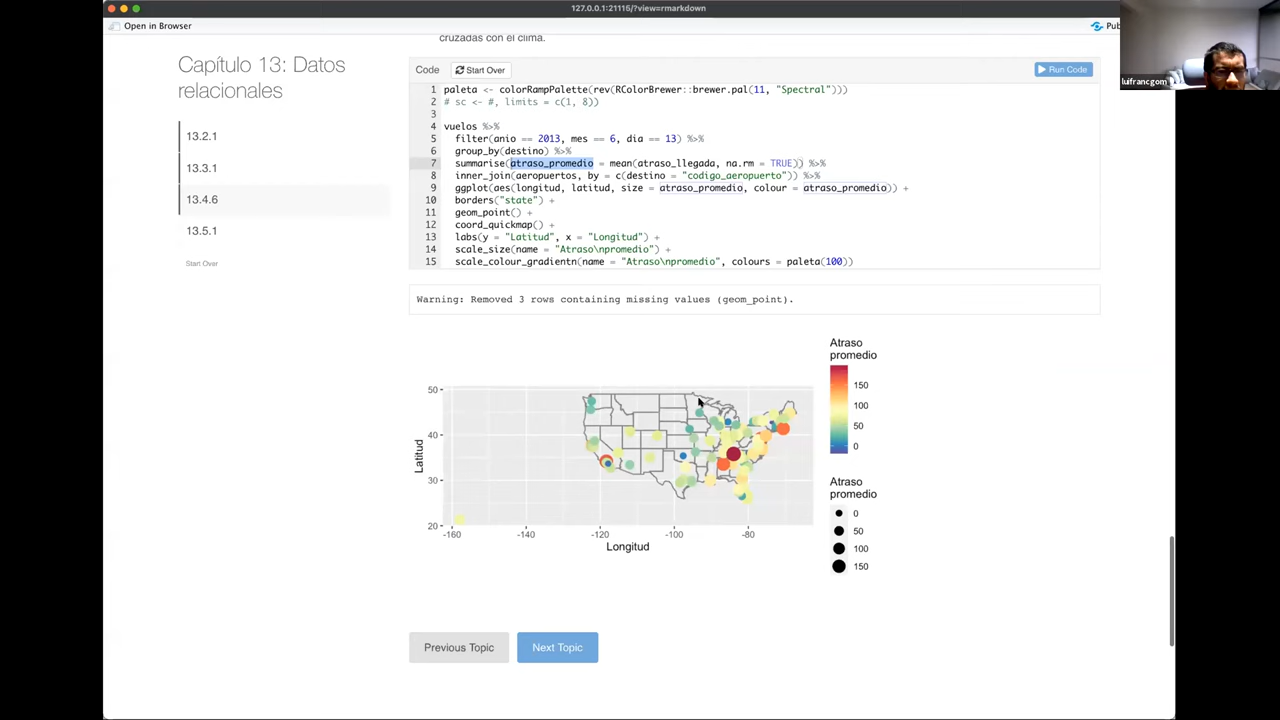 127.0.0.1:21116/?view=rmarkdown
Open in Browser
Pub
luifrancgom
cruzadas con el clima.
Capítulo 13: Datos
relacionales
13.2.1
13.3.1
13.4.6
13.5.1
Start Over
Code
Start Over
Run Code
1 paleta <- colorRampPalette(rev(RColorBrewer::brewer.pal(11, "Spectral")))
2 # sc <- #, limits = c(1, 8))
3
4 vuelos %>%
5 filter(anio == 2013, mes == 6, dia == 13) %>%
6 group_by(destino) %>%
7 summarise(atraso_promedio = mean(atraso_llegada, na.rm = TRUE)) %>%
8 inner_join(aeropuertos, by = c(destino = "codigo_aeropuerto")) %>%
9 ggplot(aes(longitud, latitud, size = atraso_promedio, colour = atraso_promedio)) +
10 borders("state") +
11 geom_point() +
12 coord_quickmap() +
13 labs(y = "Latitud", x = "Longitud") +
14 scale_size(name = "Atraso\npromedio") +
15 scale_colour_gradientn(name = "Atraso\npromedio", colours = paleta(100))
Warning: Removed 3 rows containing missing values (geom_point).
50
40
30
20
Latitud
-160 -140 -120 -100 -80
Longitud
Atraso
promedio
150
100
50
0
Atraso
promedio
0
50
100
150
Previous Topic
Next Topic